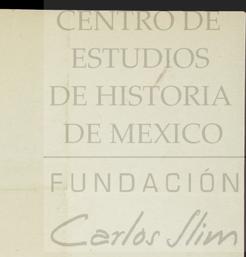 CENTRO DE
ESTUDIOS
DE HISTORIA
DE MEXICO
FUNDACIÓN
Carlos Slim